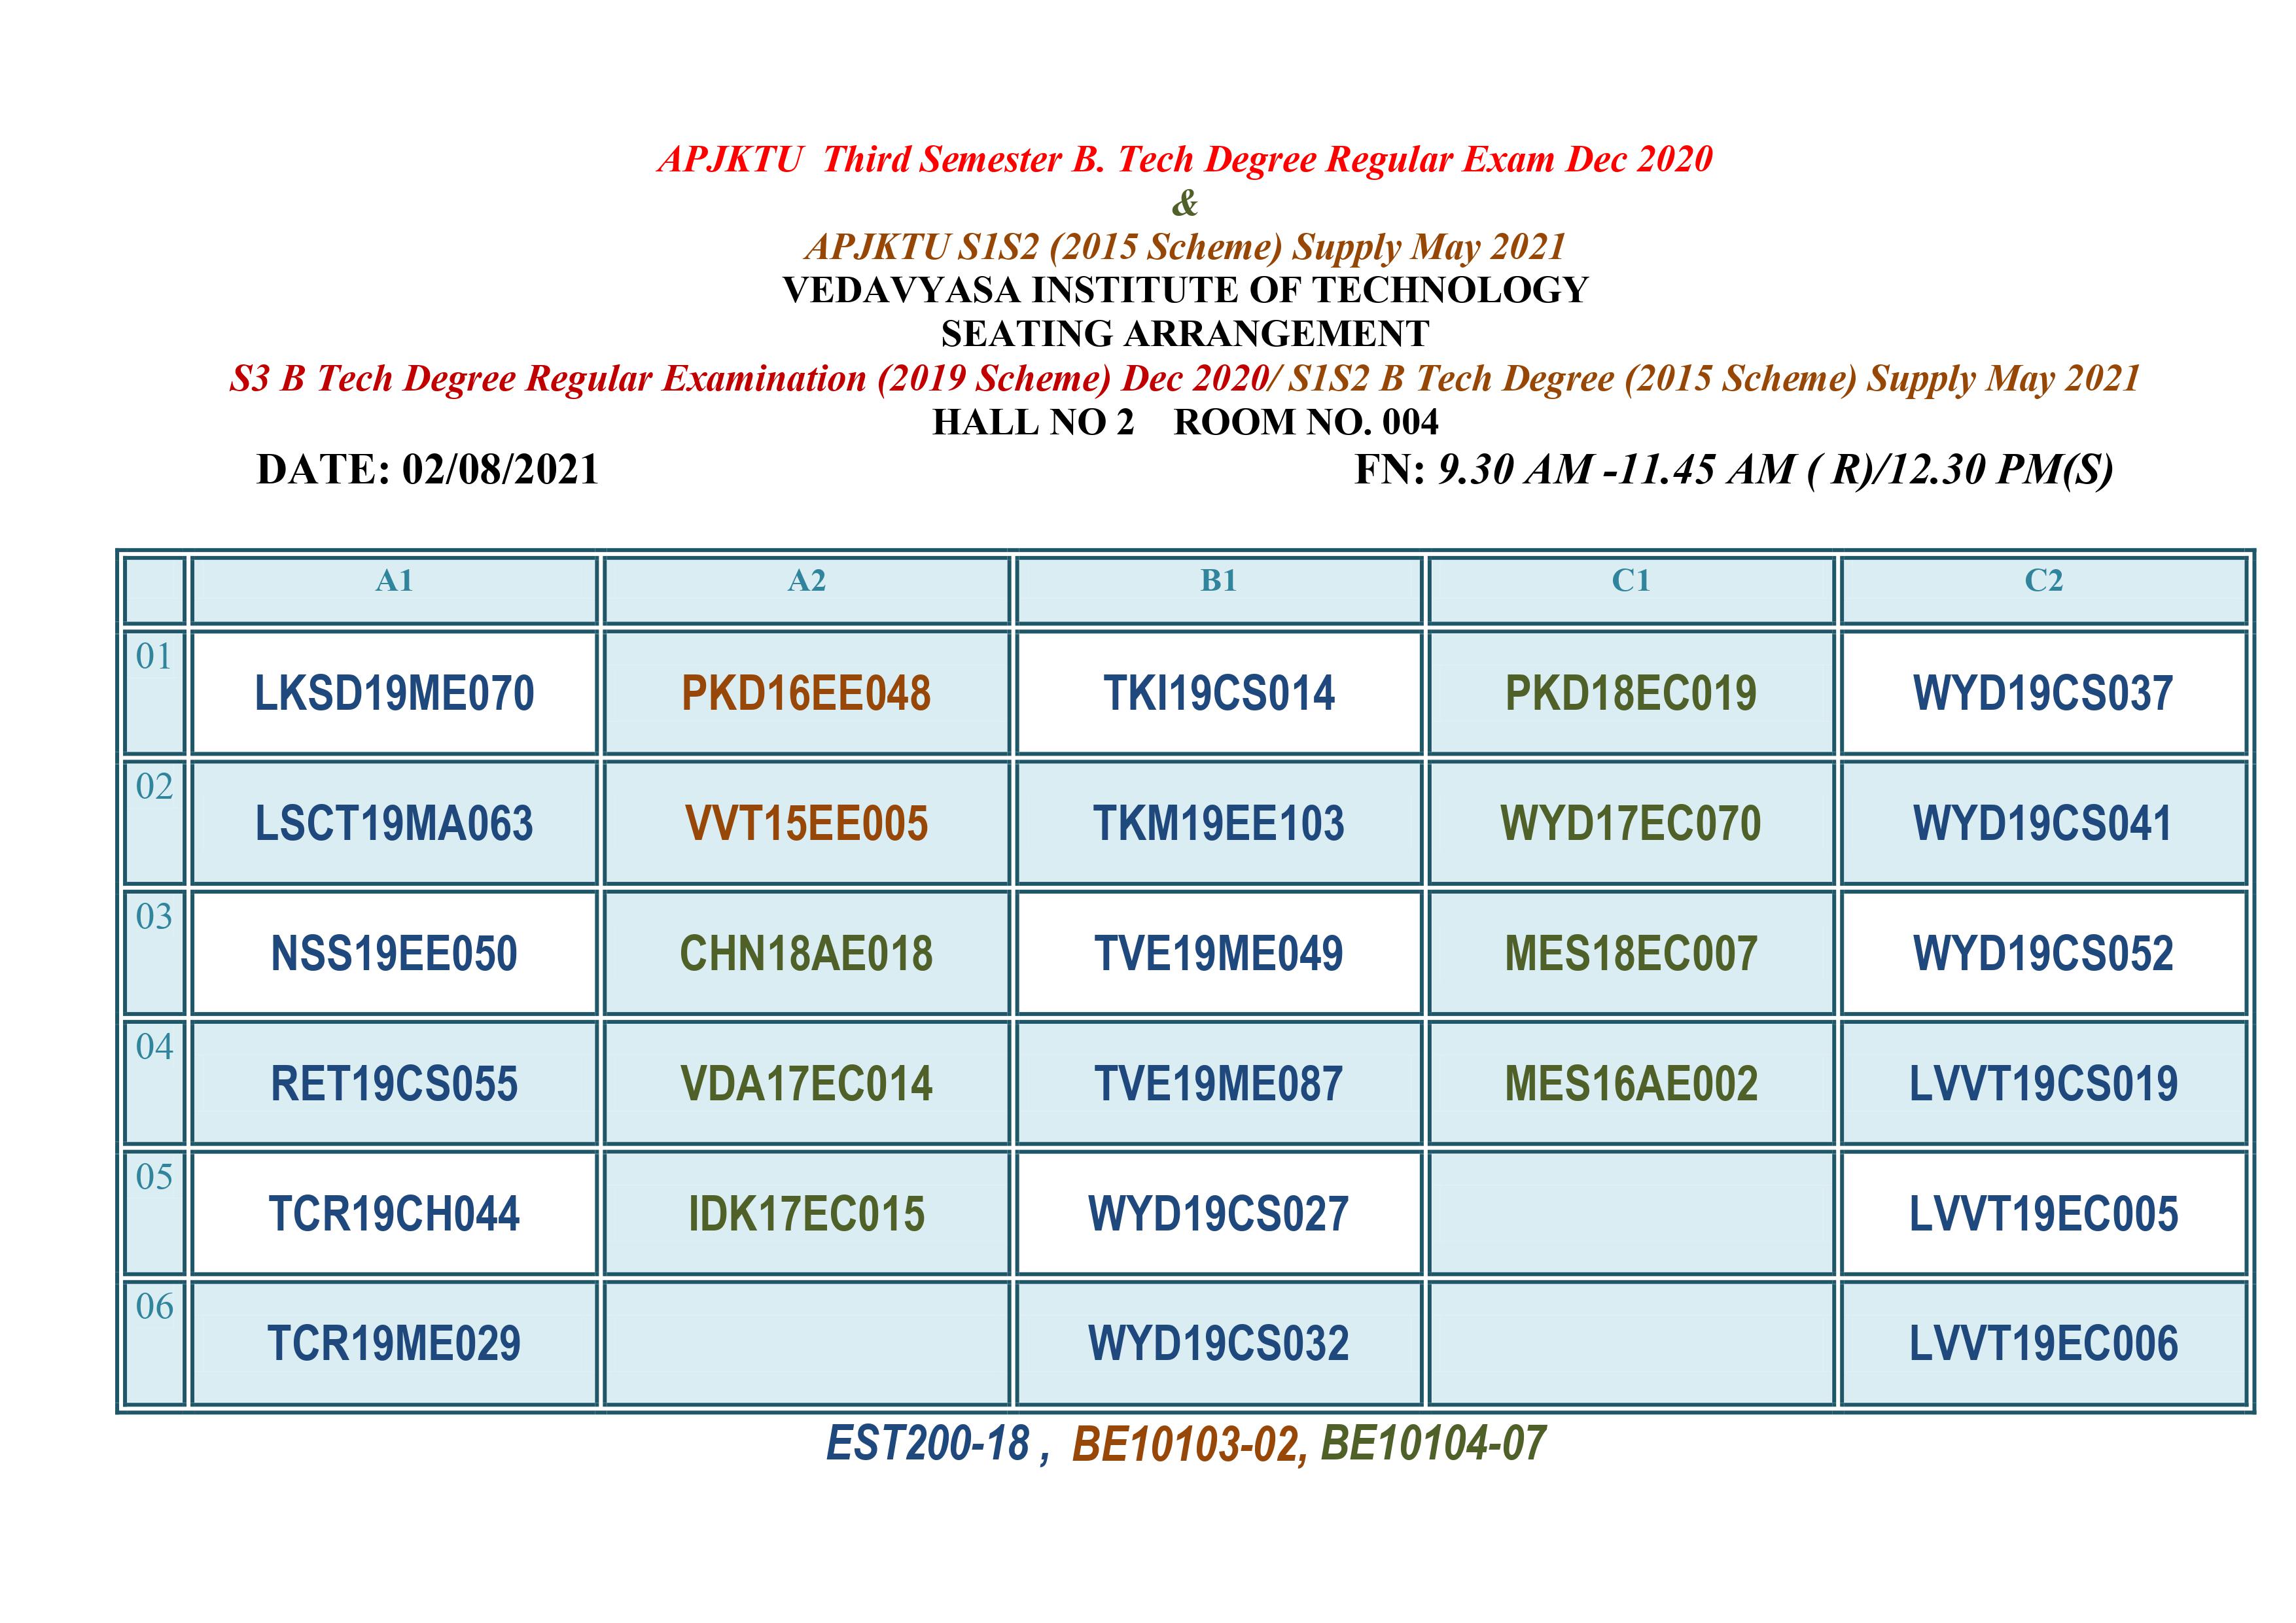 APJKTU  Third Semester B. Tech Degree Regular Exam Dec 2020
&
APJKTU S1S2 (2015 Scheme) Supply May 2021
VEDAVYASA INSTITUTE OF TECHNOLOGY
SEATING ARRANGEMENT
S3 B Tech Degree Regular Examination (2019 Scheme) Dec 2020/ S1S2 B Tech Degree (2015 Scheme) Supply May 2021
HALL NO 2    ROOM NO. 004
DATE: 02/08/2021    FN: 9.30 AM -11.45 AM ( R)/12.30 PM(S)
A1 A2 B1 C1 C2
01 LKSD19ME070 PKD16EE048 TKI19CS014 PKD18EC019 WYD19CS037
02 LSCT19MA063 VVT15EE005 TKM19EE103 WYD17EC070 WYD19CS041
03 NSS19EE050 CHN18AE018 TVE19ME049 MES18EC007 WYD19CS052
04 RET19CS055 VDA17EC014 TVE19ME087 MES16AE002 LVVT19CS019
05 TCR19CH044 IDK17EC015 WYD19CS027 LVVT19EC005
06 TCR19ME029 WYD19CS032 LVVT19EC006
EST200-18 ,  BE10103-02, BE10104-07